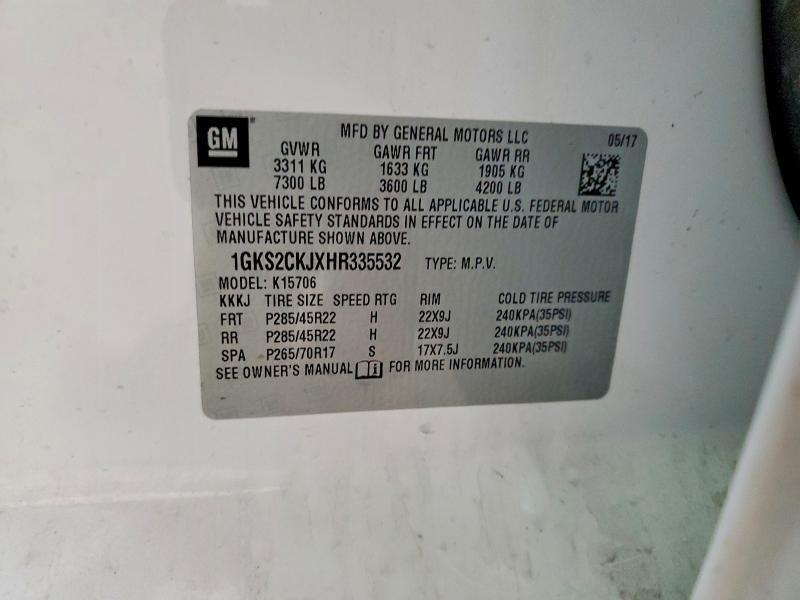 GM
MFD BY GENERAL MOTORS LLC 05/17
GVWR GAWR FRT GAWR RR
3311 KG 1633 KG 1905 KG
7300 LB 3600 LB 4200 LB
THIS VEHICLE CONFORMS TO ALL APPLICABLE U.S. FEDERAL MOTOR
VEHICLE SAFETY STANDARDS IN EFFECT ON THE DATE OF
MANUFACTURE SHOWN ABOVE.
1GKS2CKJXHR335532 TYPE: M.P.V.
MODEL: K15706
KKKJ TIRE SIZE SPEED RTG RIM COLD TIRE PRESSURE
FRT P285/45R22 H 22X9J 240KPA(35PSI)
RR P285/45R22 H 22X9J 240KPA(35PSI)
SPA P265/70R17 S 17X7.5J 240KPA(35PSI)
SEE OWNER'S MANUAL FOR MORE INFORMATION.